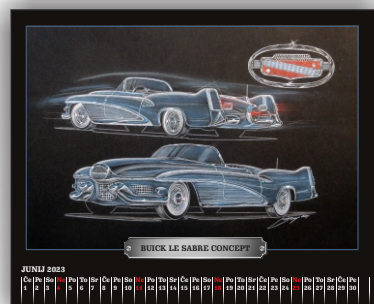 BUICK LE SABRE CONCEPT
JUNIJ 2023
Če Pe So Ne Po To Sr Če Pe So Ne Po To Sr Če Pe So Ne Po To Sr Če Pe So Ne Po To Sr Če Pe
1 2 3 4 5 6 7 8 9 10 11 12 13 14 15 16 17 18 19 20 21 22 23 24 25 26 27 28 29 30